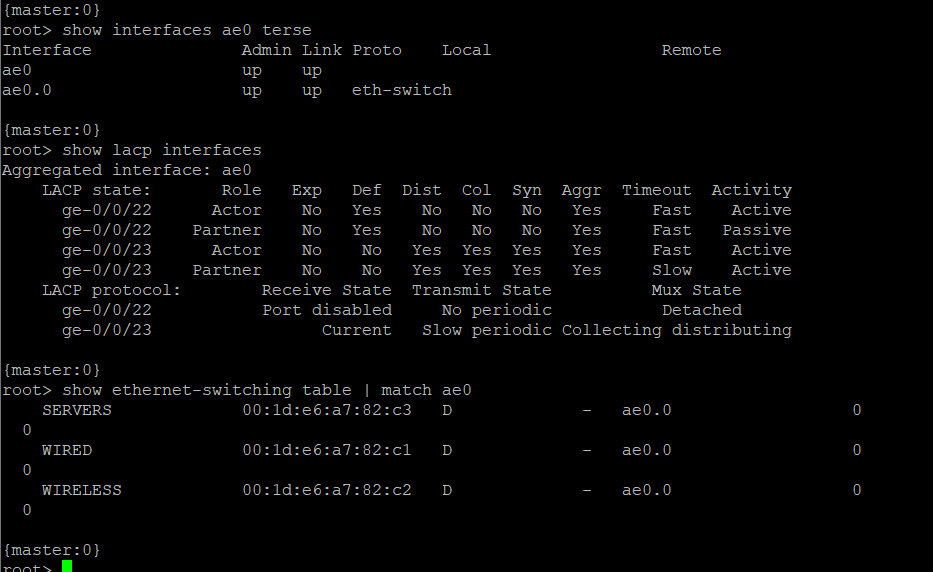 {master:0}
root> show interfaces ae0 terse
Interface               Admin Link Proto    Local                 Remote
ae0                     up    up
ae0.0                   up    up   eth-switch
{master:0}
root> show lacp interfaces
Aggregated interface: ae0
    LACP state:       Role   Exp   Def  Dist  Col  Syn  Aggr  Timeout  Activity
      ge-0/0/22      Actor    No   Yes    No   No   No   Yes     Fast    Active
      ge-0/0/22    Partner    No   Yes    No   No   No   Yes     Fast   Passive
      ge-0/0/23      Actor    No    No   Yes  Yes  Yes   Yes     Fast    Active
      ge-0/0/23    Partner    No    No   Yes  Yes  Yes   Yes     Slow    Active
    LACP protocol:        Receive State  Transmit State          Mux State
      ge-0/0/22           Port disabled     No periodic           Detached
      ge-0/0/23                 Current   Slow periodic Collecting distributing
{master:0}
root> show ethernet-switching table | match ae0
    SERVERS             00:1d:e6:a7:82:c3   D             -   ae0.0                  0
  0
    WIRED               00:1d:e6:a7:82:c1   D             -   ae0.0                  0
  0
    WIRELESS            00:1d:e6:a7:82:c2   D             -   ae0.0                  0
  0
{master:0}
root>